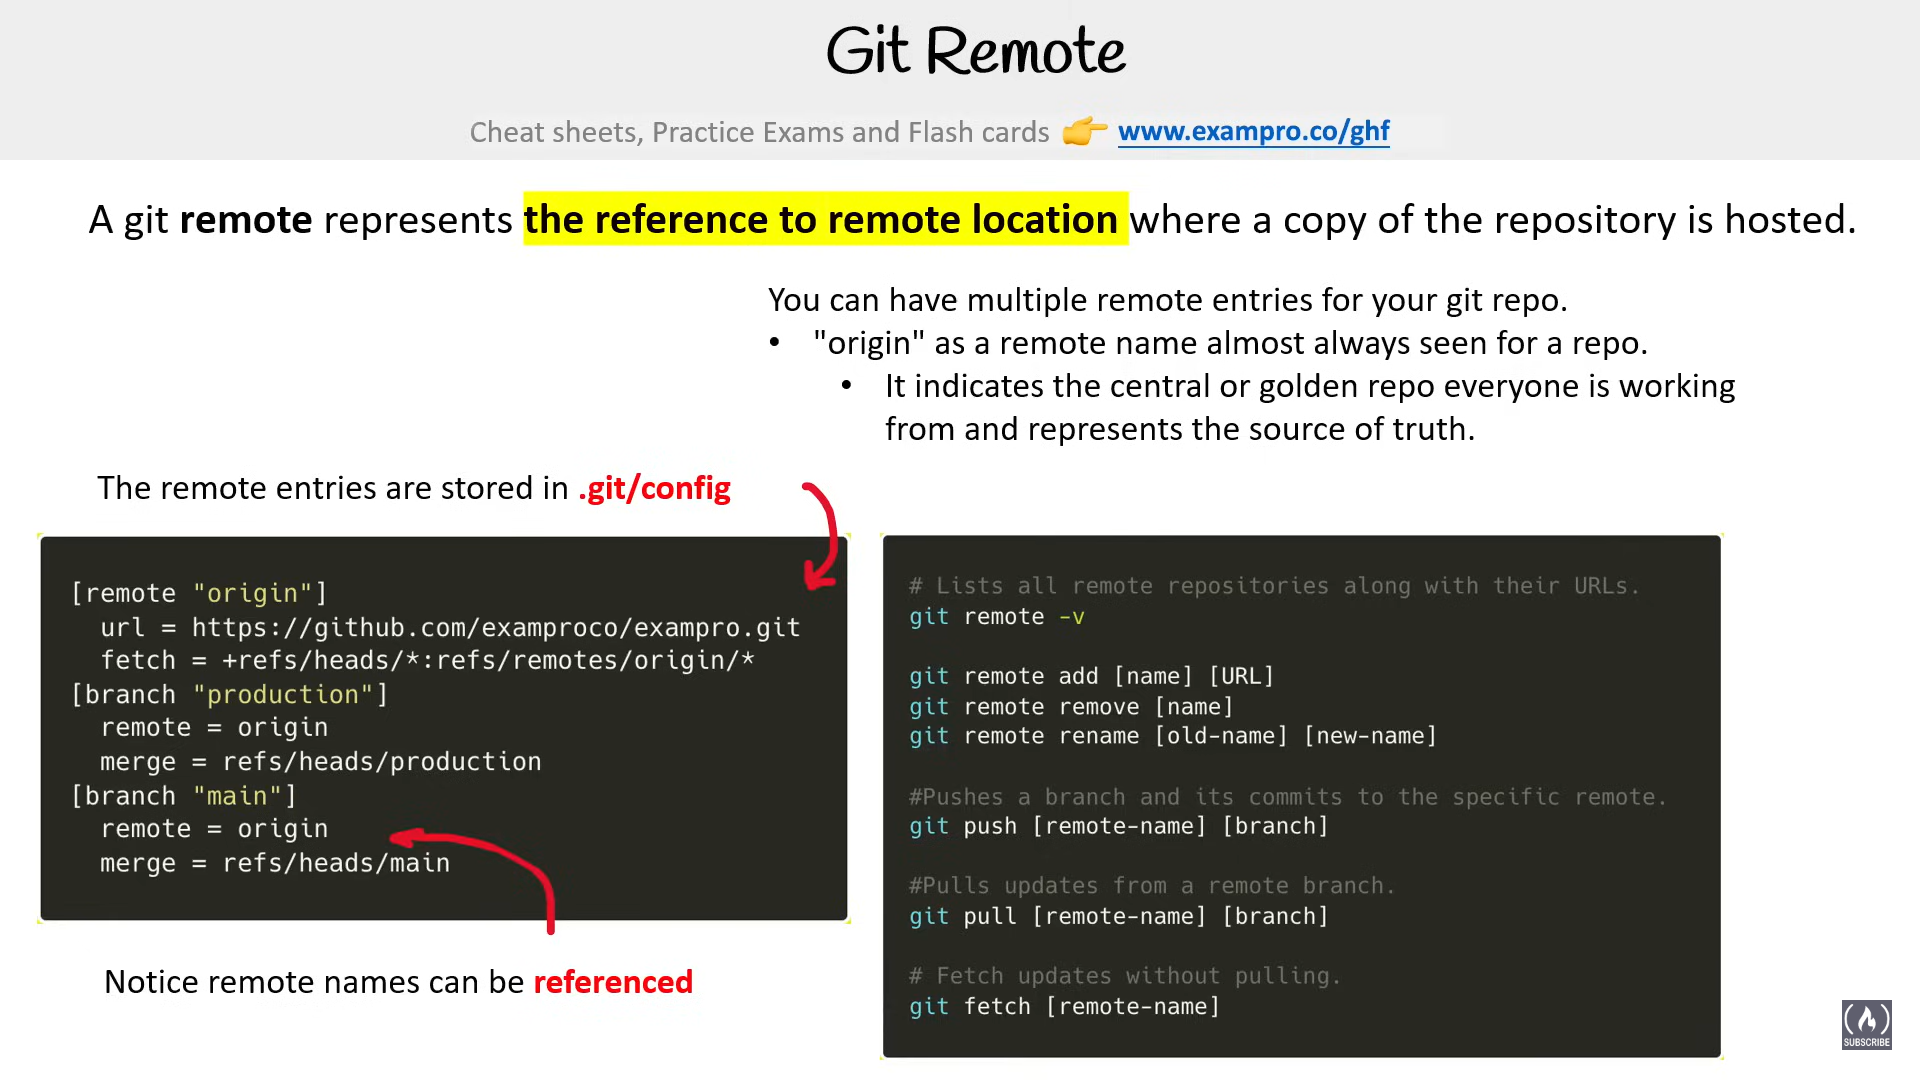 Git Remote
Cheat sheets, Practice Exams and Flash cards 👉 www.exampro.co/ghf
A git remote represents the reference to remote location where a copy of the repository is hosted.
You can have multiple remote entries for your git repo.
• "origin" as a remote name almost always seen for a repo.
• It indicates the central or golden repo everyone is working
from and represents the source of truth.
The remote entries are stored in .git/config
[remote "origin"]
  url = https://github.com/examproco/exampro.git
  fetch = +refs/heads/*:refs/remotes/origin/*
[branch "production"]
  remote = origin
  merge = refs/heads/production
[branch "main"]
  remote = origin
  merge = refs/heads/main
Notice remote names can be referenced
# Lists all remote repositories along with their URLs.
git remote -v
git remote add [name] [URL]
git remote remove [name]
git remote rename [old-name] [new-name]
#Pushes a branch and its commits to the specific remote.
git push [remote-name] [branch]
#Pulls updates from a remote branch.
git pull [remote-name] [branch]
# Fetch updates without pulling.
git fetch [remote-name]
SUBSCRIBE